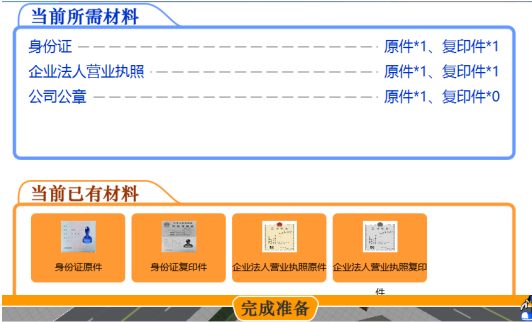 当前所需材料
身份证 原件*1、复印件*1
企业法人营业执照 原件*1、复印件*1
公司公章 原件*1、复印件*0
当前已有材料
身份证原件 身份证复印件 企业法人营业执照原件 企业法人营业执照复印
件
完成准备